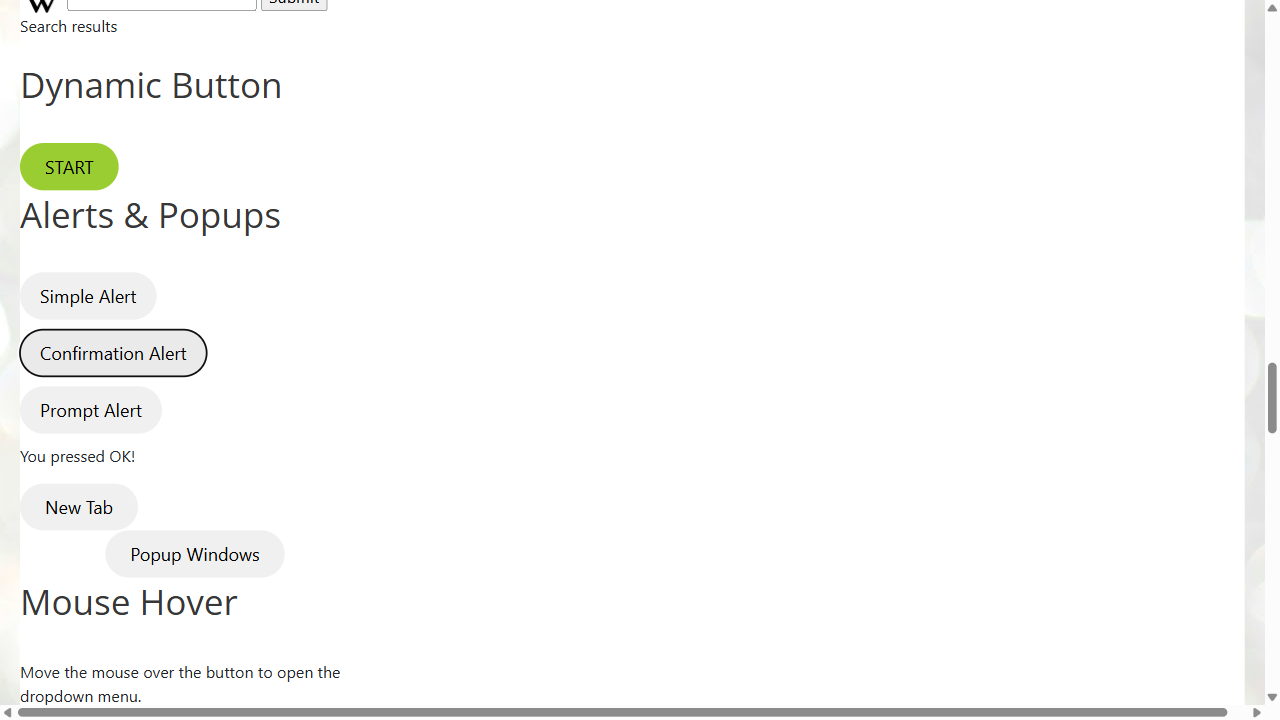 W
Submit
Search results
Dynamic Button
START
Alerts & Popups
Simple Alert
Confirmation Alert
Prompt Alert
You pressed OK!
New Tab
Popup Windows
Mouse Hover
Move the mouse over the button to open the
dropdown menu.